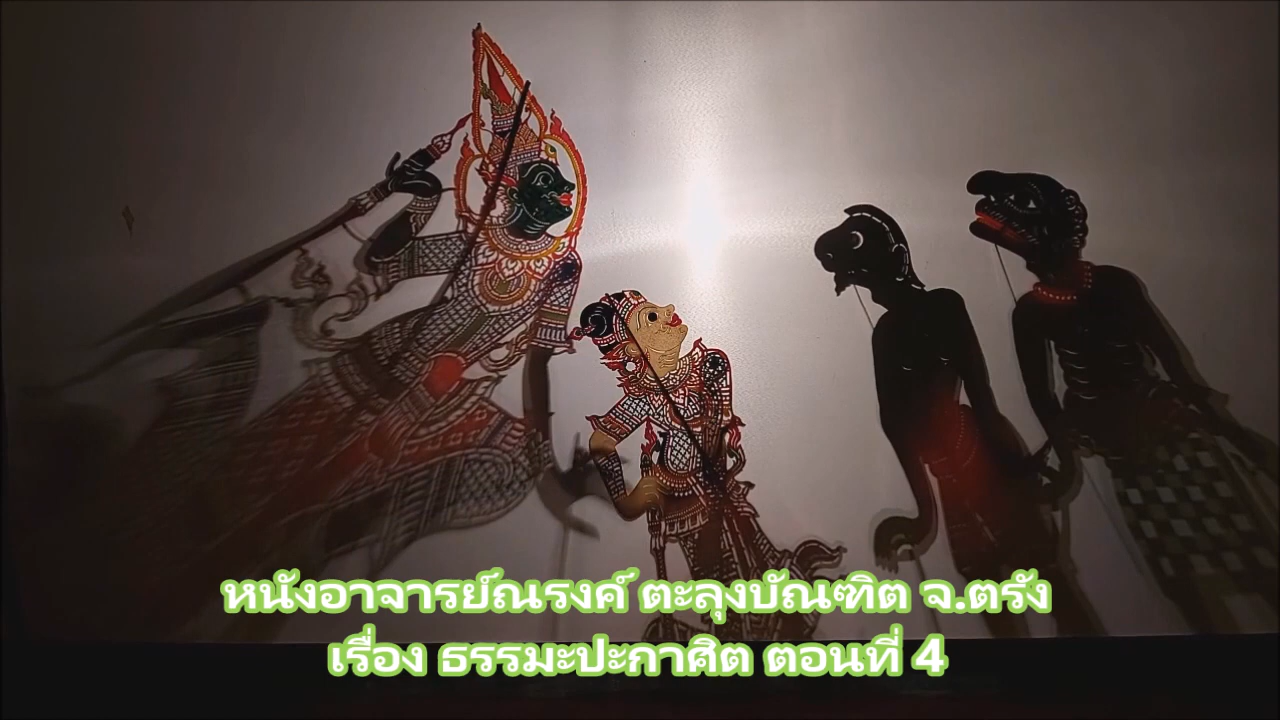 หนังอาจารย์ณรงค์ ตะลุงบัณฑิต จ.ตรัง
เรื่อง ธรรมะปะกาศิต ตอนที่ 4